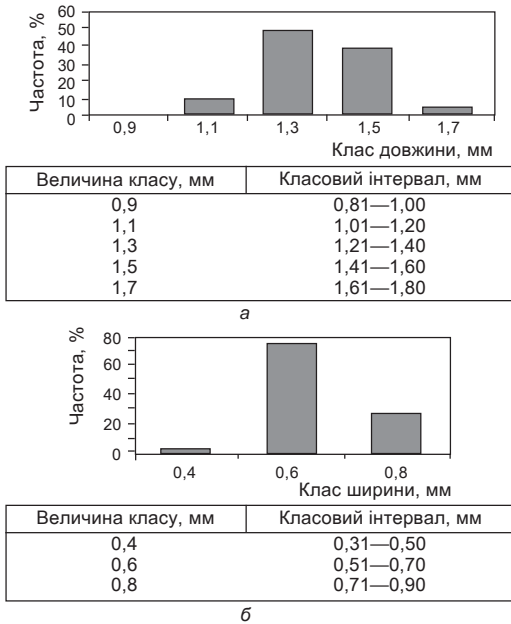 Частота, %
60
50
40
30
20
10
0
0,9 1,1 1,3 1,5 1,7
Клас довжини, мм
Величина класу, мм Класовий інтервал, мм
0,9 0,81—1,00
1,1 1,01—1,20
1,3 1,21—1,40
1,5 1,41—1,60
1,7 1,61—1,80
а
Частота, %
80
60
40
20
0
0,4 0,6 0,8
Клас ширини, мм
Величина класу, мм Класовий інтервал, мм
0,4 0,31—0,50
0,6 0,51—0,70
0,8 0,71—0,90
б